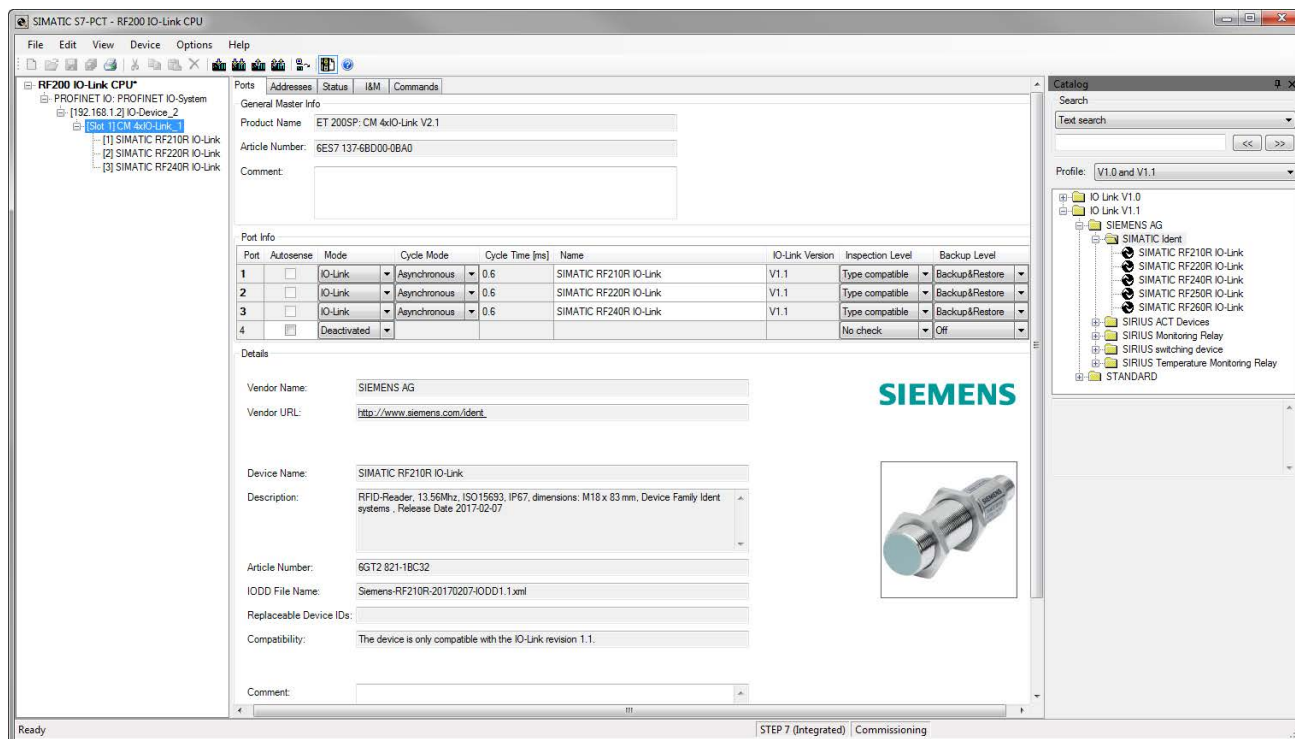 SIMATIC S7-PCT - RF200 IO-Link CPU
File Edit View Device Options Help
RF200 IO-Link CPU*
PROFINET IO: PROFINET IO-System
[192.168.1.2] IO-Device_2
[Slot 1] CM 4xIO-Link_1
[1] SIMATIC RF210R IO-Link
[2] SIMATIC RF220R IO-Link
[3] SIMATIC RF240R IO-Link
Ports Addresses Status I&M Commands
General Master Info
Product Name ET 200SP: CM 4xIO-Link V2.1
Article Number: 6ES7 137-6BD00-0BA0
Comment:
Port Info
Port Autosense Mode Cycle Mode Cycle Time [ms] Name IO-Link Version Inspection Level Backup Level
1 IO-Link Asynchronous 0.6 SIMATIC RF210R IO-Link V1.1 Type compatible Backup&Restore
2 IO-Link Asynchronous 0.6 SIMATIC RF220R IO-Link V1.1 Type compatible Backup&Restore
3 IO-Link Asynchronous 0.6 SIMATIC RF240R IO-Link V1.1 Type compatible Backup&Restore
4 Deactivated No check Off
Details
Vendor Name: SIEMENS AG
SIEMENS
Vendor URL: http://www.siemens.com/ident
Device Name: SIMATIC RF210R IO-Link
Description: RFID-Reader, 13.56Mhz, ISO15693, IP67, dimensions: M18 x 83 mm, Device Family Ident
systems , Release Date 2017-02-07
SIEMENS
Article Number: 6GT2 821-1BC32
IODD File Name: Siemens-RF210R-20170207-IODD1.1.xml
Replaceable Device IDs:
Compatibility: The device is only compatible with the IO-Link revision 1.1.
Comment:
Catalog
Search
Text search
<< >>
Profile: V1.0 and V1.1
IO Link V1.0
IO Link V1.1
SIEMENS AG
SIMATIC Ident
SIMATIC RF210R IO-Link
SIMATIC RF220R IO-Link
SIMATIC RF240R IO-Link
SIMATIC RF250R IO-Link
SIMATIC RF260R IO-Link
SIRIUS ACT Devices
SIRIUS Monitoring Relay
SIRIUS switching device
SIRIUS Temperature Monitoring Relay
STANDARD
Ready STEP 7 (Integrated) Commissioning